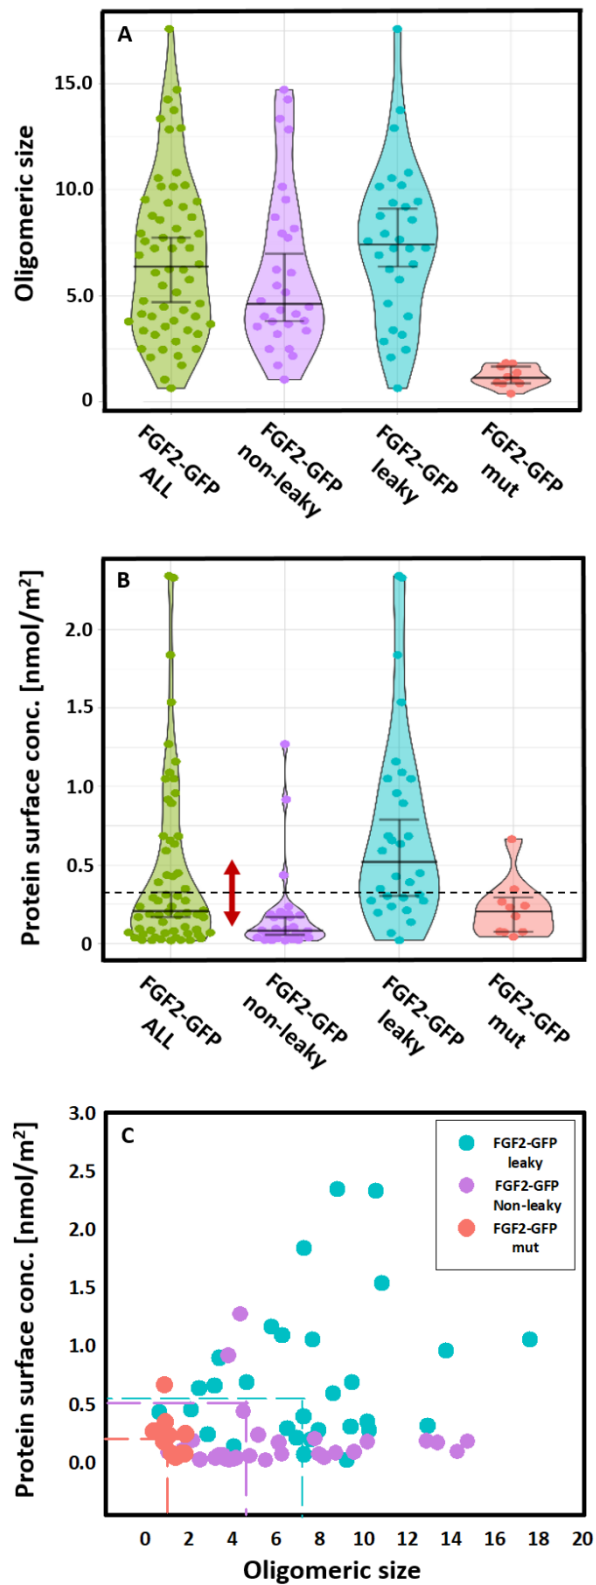 A
Oligomeric size
15.0
10.0
5.0
0
FGF2-GFP
ALL
FGF2-GFP
non-leaky
FGF2-GFP
leaky
FGF2-GFP
mut
B
Protein surface conc. [nmol/m²]
2.0
1.5
1.0
0.5
0
FGF2-GFP
ALL
FGF2-GFP
non-leaky
FGF2-GFP
leaky
FGF2-GFP
mut
C
Protein surface conc. [nmol/m²]
3.0
2.5
2.0
1.5
1.0
0.5
0.0
FGF2-GFP
leaky
FGF2-GFP
Non-leaky
FGF2-GFP
mut
0 2 4 6 8 10 12 14 16 18 20
Oligomeric size